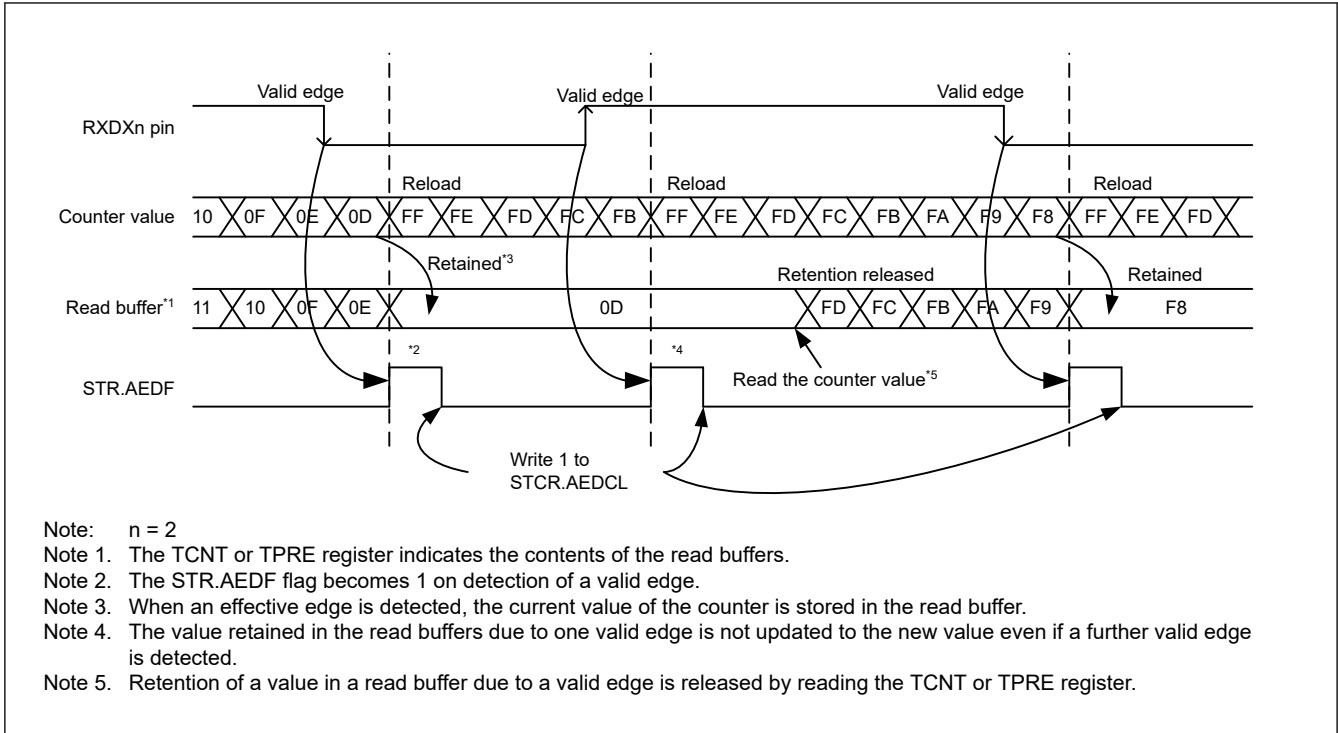 Valid edge Valid edge Valid edge
RXDXn pin
Reload Reload Reload
Counter value 10 0F 0E 0D FF FE FD FC FB FF FE FD FC FB FA F9 F8 FF FE FD
Retained*3 Retention released Retained
Read buffer*1 11 10 0F 0E 0D FD FC FB FA F9 F8
*2 *4
STR.AEDF Read the counter value*5
Write 1 to
STCR.AEDCL
Note: n = 2
Note 1. The TCNT or TPRE register indicates the contents of the read buffers.
Note 2. The STR.AEDF flag becomes 1 on detection of a valid edge.
Note 3. When an effective edge is detected, the current value of the counter is stored in the read buffer.
Note 4. The value retained in the read buffers due to one valid edge is not updated to the new value even if a further valid edge
is detected.
Note 5. Retention of a value in a read buffer due to a valid edge is released by reading the TCNT or TPRE register.